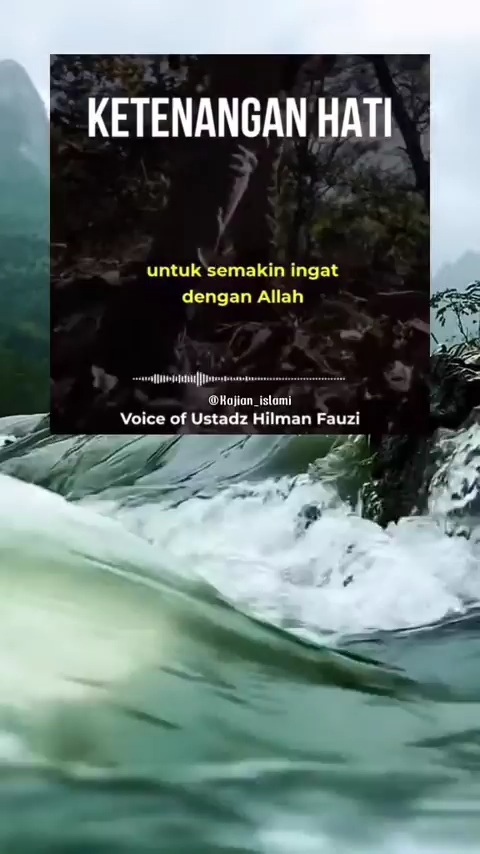 KETENANGAN HATI
untuk semakin ingat
dengan Allah
@Kajian_islami
Voice of Ustadz Hilman Fauzi